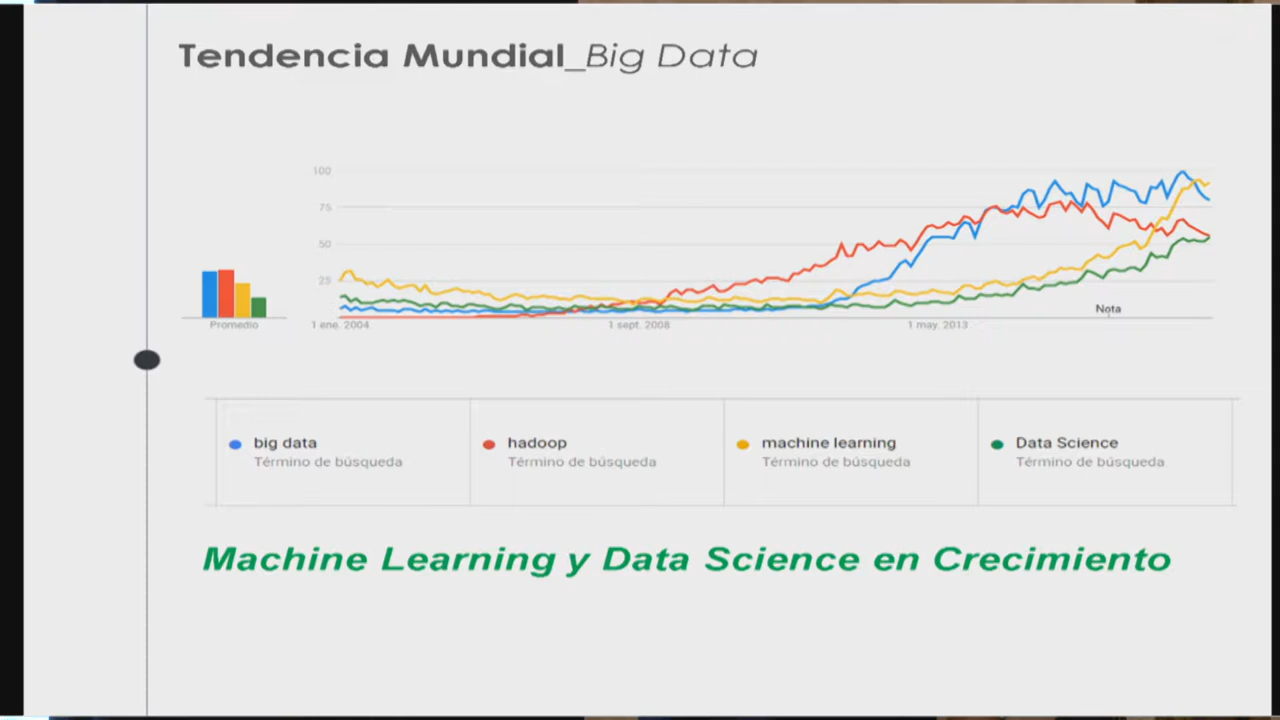 Tendencia Mundial_Big Data
100
75
50
25
Promedio
1 ene. 2004
1 sept. 2008
1 may. 2013
Nota
big data
Término de búsqueda
hadoop
Término de búsqueda
machine learning
Término de búsqueda
Data Science
Término de búsqueda
Machine Learning y Data Science en Crecimiento